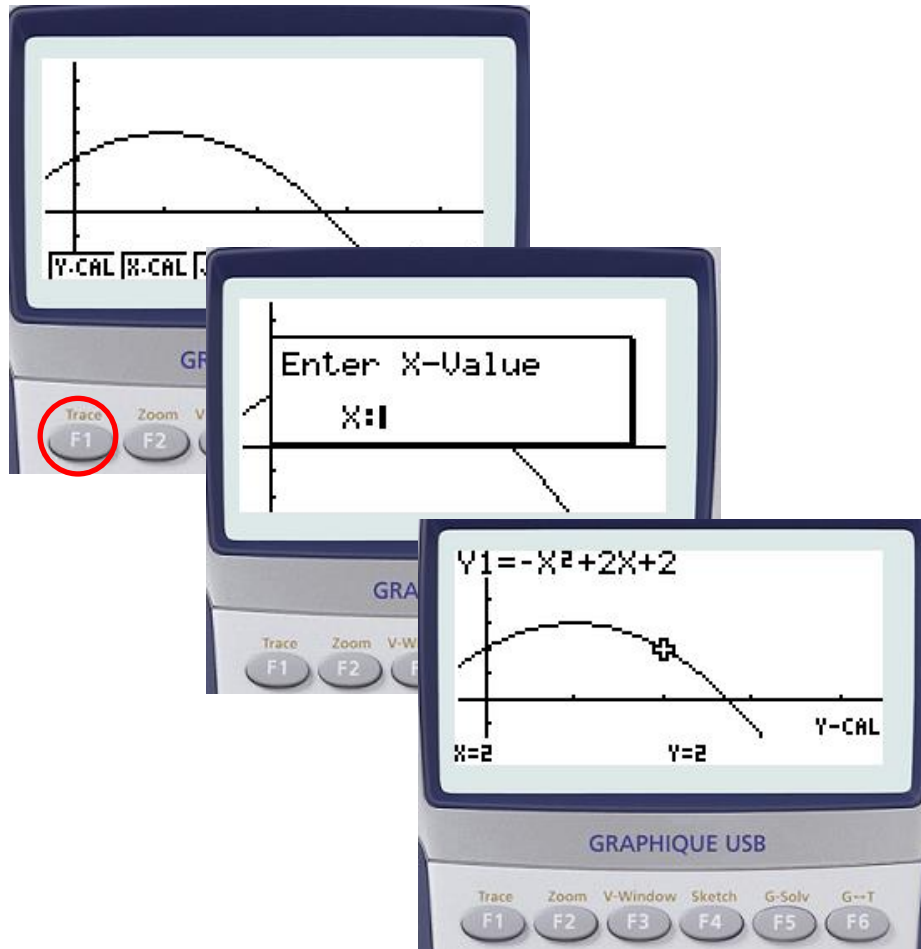 Y-CAL X-CAL
GR
Trace Zoom V
F1 F2
Enter X-Value
X:
GRA
Trace Zoom V-W
F1 F2 F
Y1=-X²+2X+2
Y-CAL
X=2 Y=2
GRAPHIQUE USB
Trace Zoom V-Window Sketch G-Solv G↔T
F1 F2 F3 F4 F5 F6